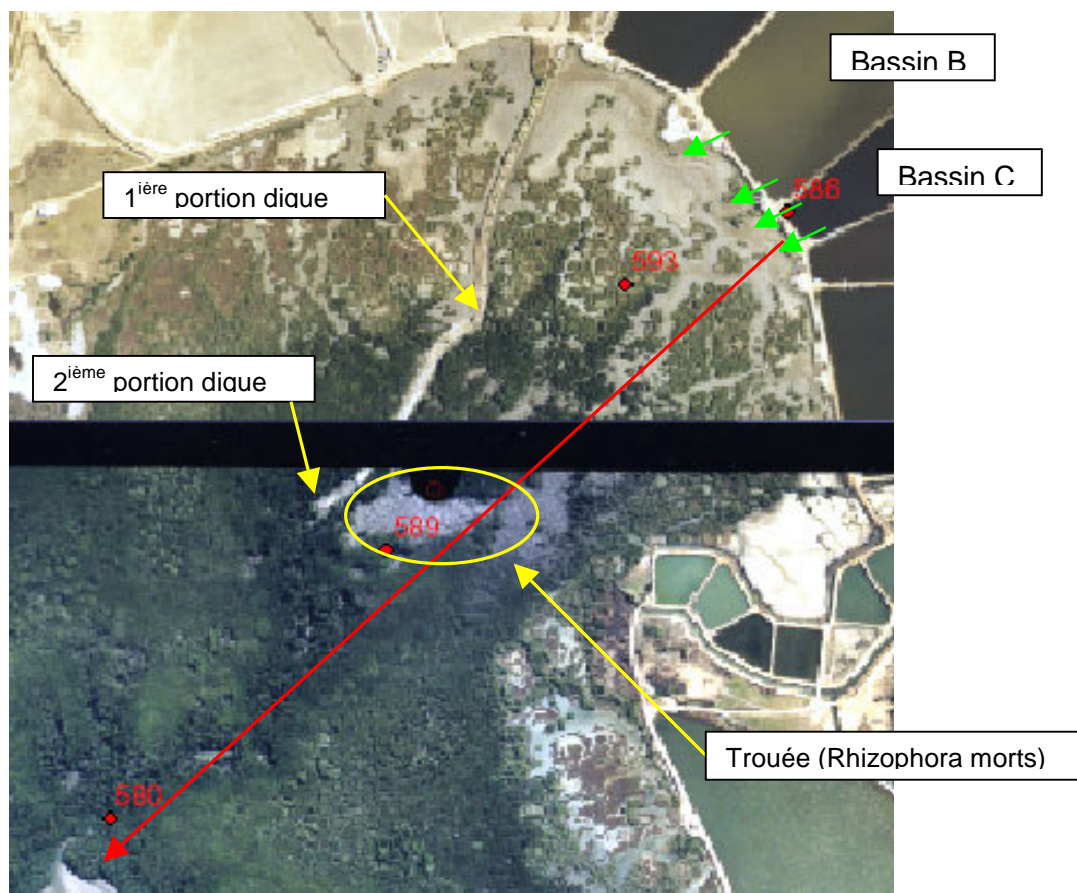 Bassin B
Bassin C
586
1ière portion digue
593
2ième portion digue
589
Trouée (Rhizophora morts)
580